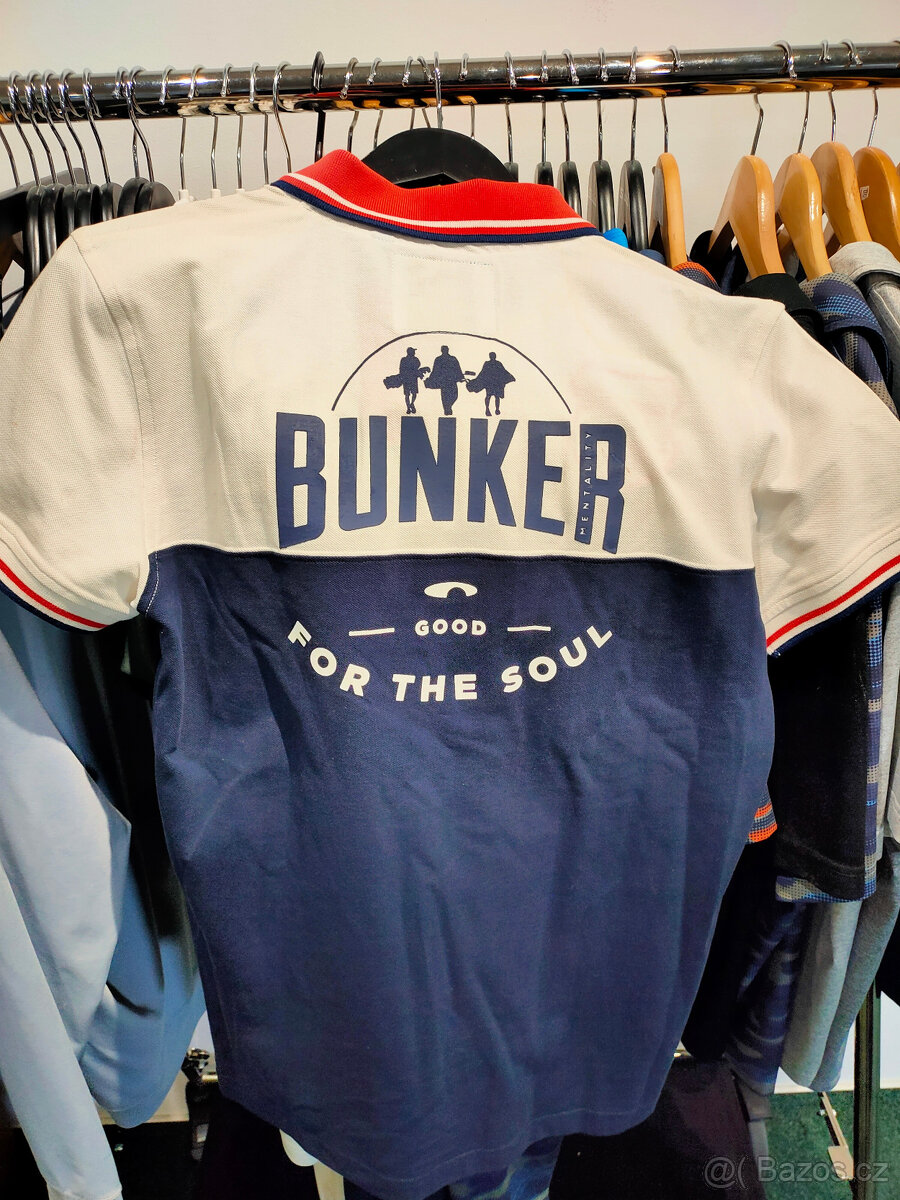 BUNKER
MENTALITY
GOOD
FOR THE SOUL
@( Bazos.cz